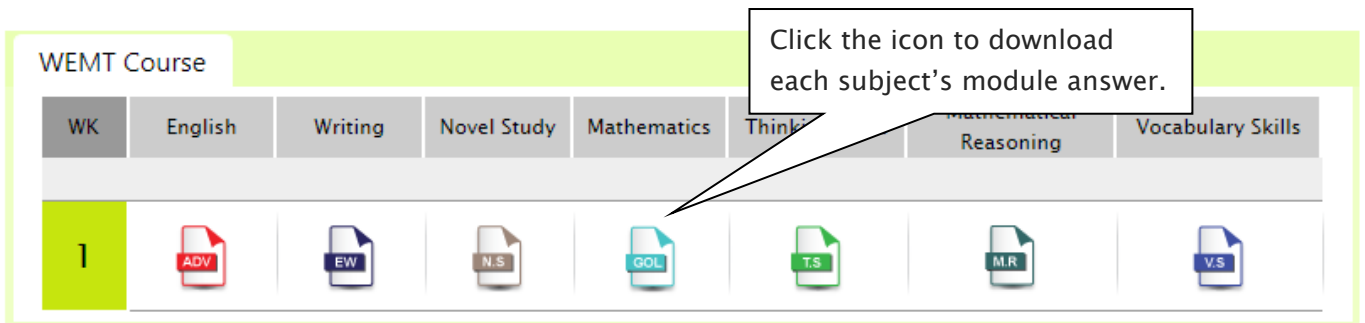 Click the icon to download
each subject's module answer.
WEMT Course
WK
English
Writing
Novel Study
Mathematics
Reasoning
Vocabulary Skills
1
ADV
EW
N.S
GOL
T.S
M.R
V.S